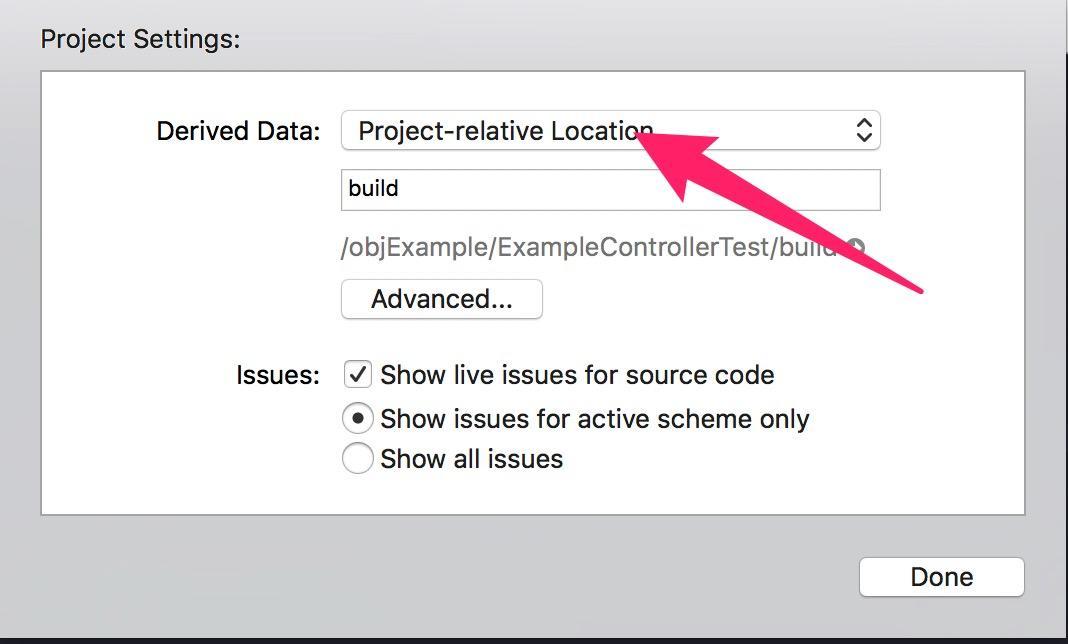 Project Settings:
Derived Data: Project-relative Location
build
/objExample/ExampleControllerTest/build
Advanced...
Issues: Show live issues for source code
Show issues for active scheme only
Show all issues
Done